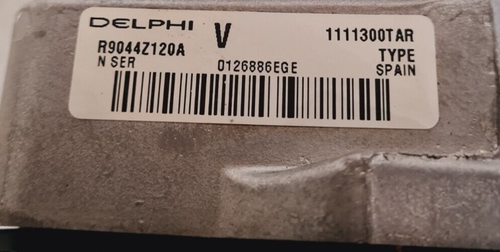 DELPHI V 1111300TAR
R9044Z120A TYPE
N SER 0126886EGE SPAIN